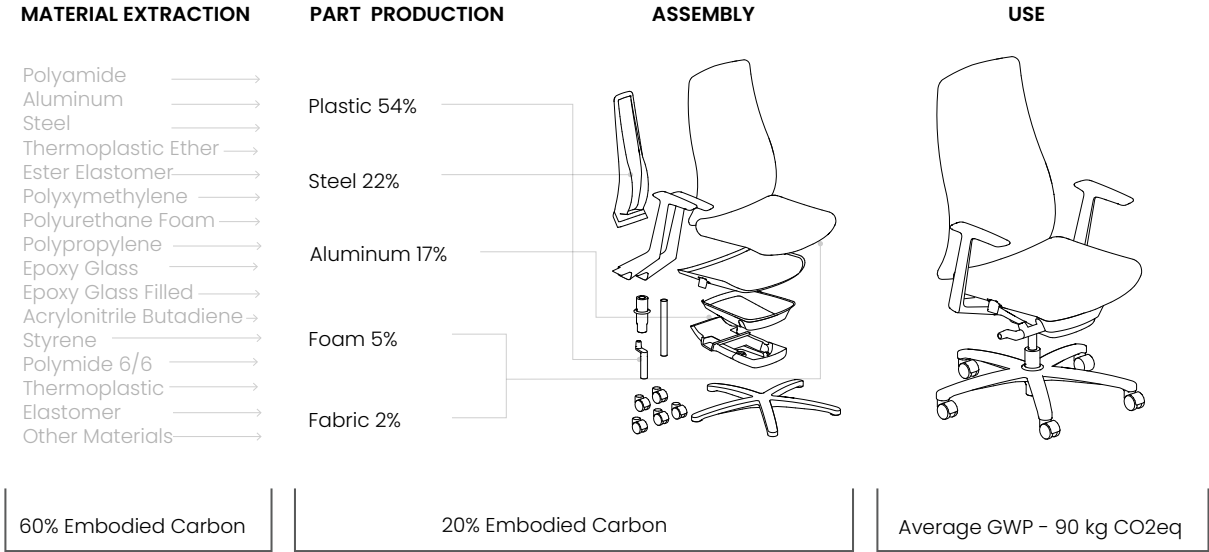 MATERIAL EXTRACTION
PART PRODUCTION
ASSEMBLY
USE
Polyamide
Aluminum
Steel
Thermoplastic Ether
Ester Elastomer
Polyxymethylene
Polyurethane Foam
Polypropylene
Epoxy Glass
Epoxy Glass Filled
Acrylonitrile Butadiene
Styrene
Polymide 6/6
Thermoplastic
Elastomer
Other Materials
Plastic 54%
Steel 22%
Aluminum 17%
Foam 5%
Fabric 2%
60% Embodied Carbon
20% Embodied Carbon
Average GWP - 90 kg CO2eq